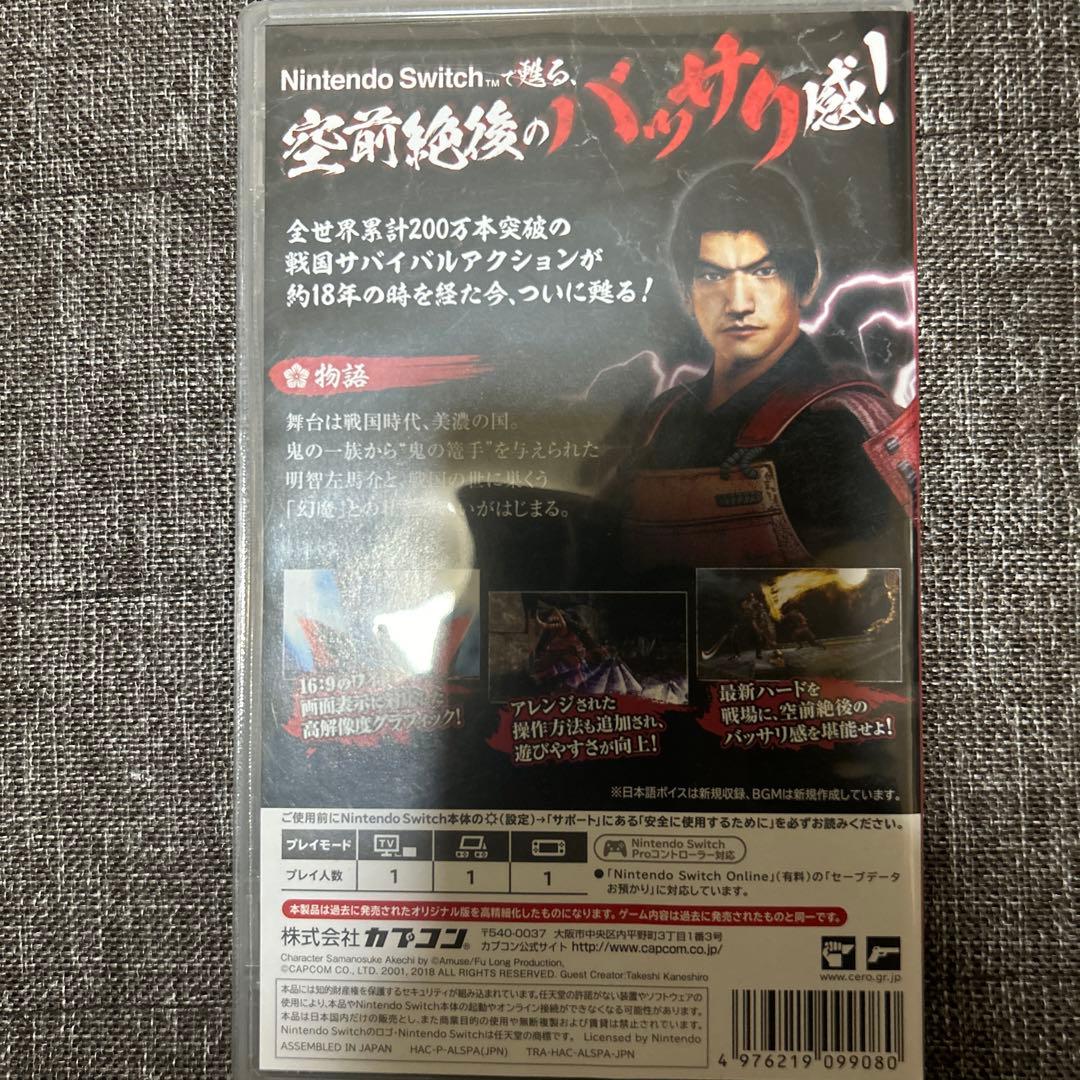 Nintendo Switch™で甦る、
空前絶後のバッサリ感！
全世界累計200万本突破の
戦国サバイバルアクションが
約18年の時を経た今、ついに甦る！
物語
舞台は戦国時代、美濃の国。
鬼の一族から“鬼の篭手”を与えられた
明智左馬介と、戦国の世に巣くう
「幻魔」との がはじまる。
16：9の
画面表示に
高解像度グラフィック！
アレンジされた
操作方法も追加され、
遊びやすさが向上！
最新ハードを
戦場に、空前絶後の
バッサリ感を堪能せよ！
※日本語ボイスは新規収録、BGMは新規作成しています。
ご使用前にNintendo Switch本体の（設定）→「サポート」にある「安全に使用するために」を必ずお読みください。
プレイモード TV
Nintendo Switch
Proコントローラー対応
プレイ人数 1 1 1
●「Nintendo Switch Online」（有料）の「セーブデータ
お預かり」に対応しています。
本製品は過去に発売されたオリジナル版を高精細化したものになります。ゲーム内容は過去に発売されたものと同一です。
株式会社カプコン®
〒540-0037 大阪市中央区内平野町3丁目1番3号
カプコン公式サイト http://www.capcom.co.jp/
Character Samanosuke Akechi by ©Amuse/Fu Long Production,
©CAPCOM CO., LTD. 2001, 2018 ALL RIGHTS RESERVED. Guest Creator:Takeshi Kaneshiro
www.cero.gr.jp
本品には知的財産権を保護するセキュリティが組み込まれています。任天堂の許諾がない装置やソフトウェアの
使用により、本品やNintendo Switch本体の起動やオンライン接続ができなくなる可能性があります。
本品は日本国内だけの販売とし、また商業目的の使用や無断複製および賃貸は禁止されています。
Nintendo Switchのロゴ・Nintendo Switchは任天堂の商標です。 Licensed by Nintendo
ASSEMBLED IN JAPAN HAC-P-ALSPA(JPN) TRA-HAC-ALSPA-JPN
4 976219 099080